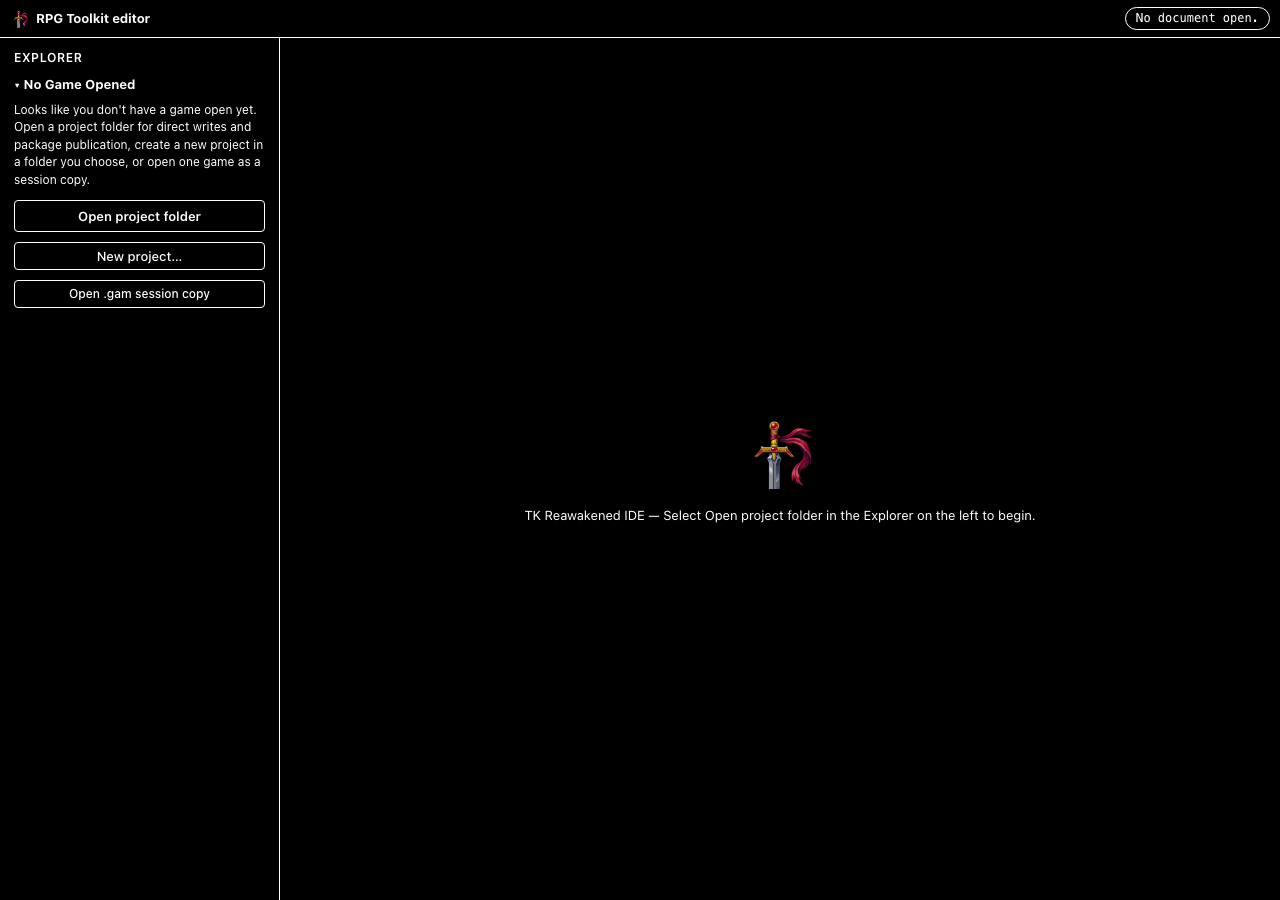 RPG Toolkit editor
No document open.
EXPLORER
▾ No Game Opened
Looks like you don't have a game open yet.
Open a project folder for direct writes and
package publication, create a new project in
a folder you choose, or open one game as a
session copy.
Open project folder
New project...
Open .gam session copy
TK Reawakened IDE — Select Open project folder in the Explorer on the left to begin.